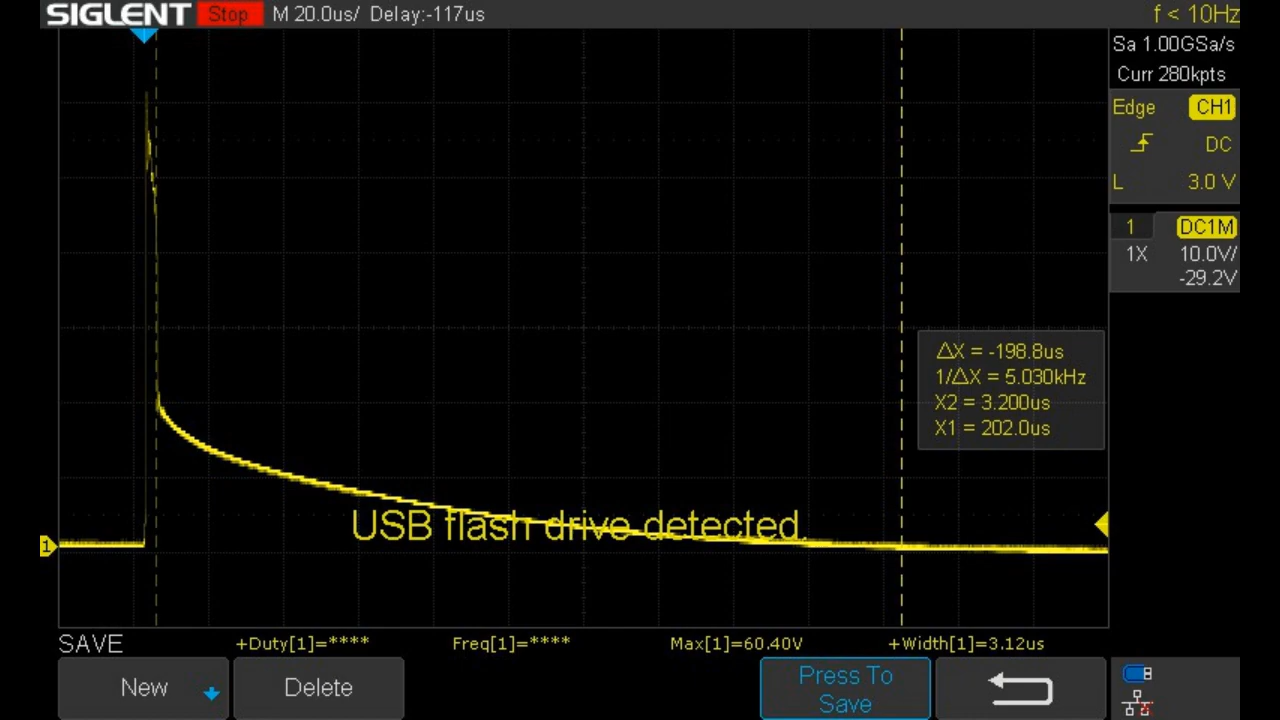 SIGLENT Stop M 20.0us/ Delay:-117us f < 10Hz
Sa 1.00GSa/s
Curr 280kpts
Edge CH1
DC
L 3.0 V
1 DC1M
1X 10.0V/
-29.2V
ΔX = -198.8us
1/ΔX = 5.030kHz
X2 = 3.200us
X1 = 202.0us
USB flash drive detected.
1
SAVE +Duty[1]=**** Freq[1]=**** Max[1]=60.40V +Width[1]=3.12us
New Delete Press To
Save